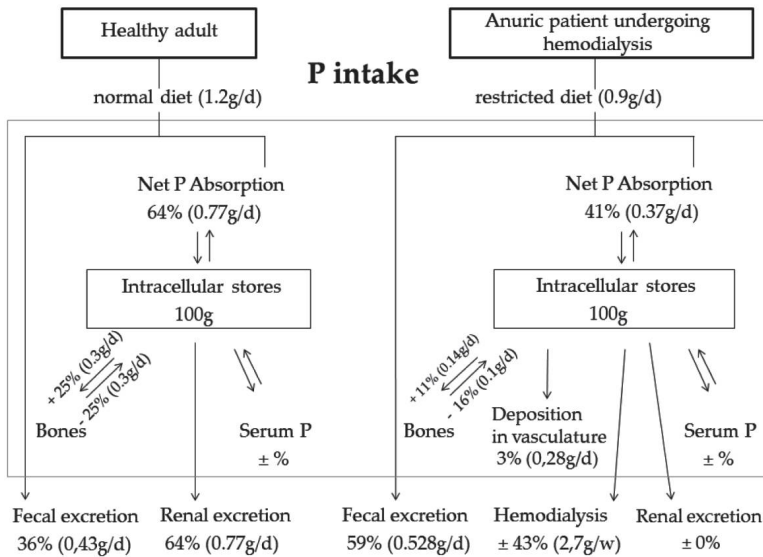 Healthy adult
Anuric patient undergoing
hemodialysis
P intake
normal diet (1.2g/d)
restricted diet (0.9g/d)
Net P Absorption
64% (0.77g/d)
Net P Absorption
41% (0.37g/d)
Intracellular stores
100g
Intracellular stores
100g
+ 25% (0.3g/d)
- 25% (0.3g/d)
Bones
Serum P
± %
+ 11% (0.14g/d)
- 16% (0.1g/d)
Bones
Deposition
in vasculature
3% (0,28g/d)
Serum P
± %
Fecal excretion
36% (0,43g/d)
Renal excretion
64% (0.77g/d)
Fecal excretion
59% (0.528g/d)
Hemodialysis
± 43% (2,7g/w)
Renal excretion
± 0%